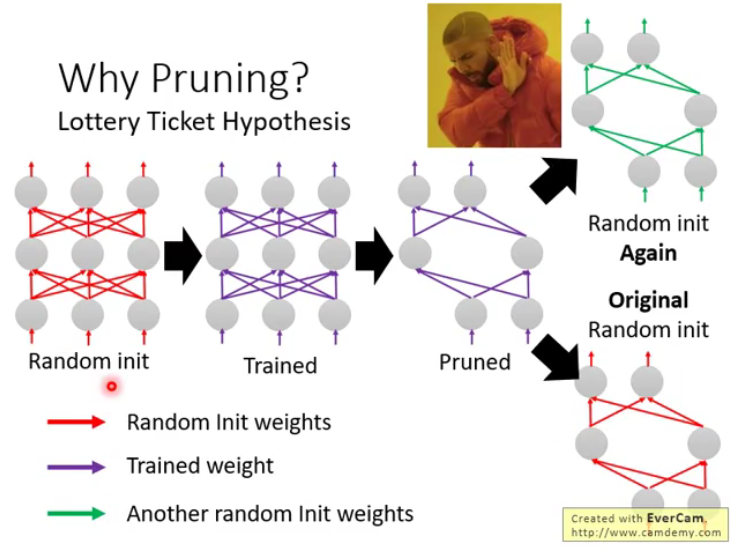 Why Pruning?
Lottery Ticket Hypothesis
Random init
Trained
Pruned
Random init
Again
Original
Random init
Random Init weights
Trained weight
Another random Init weights
Created with EverCam.
http://www.camdemy.com